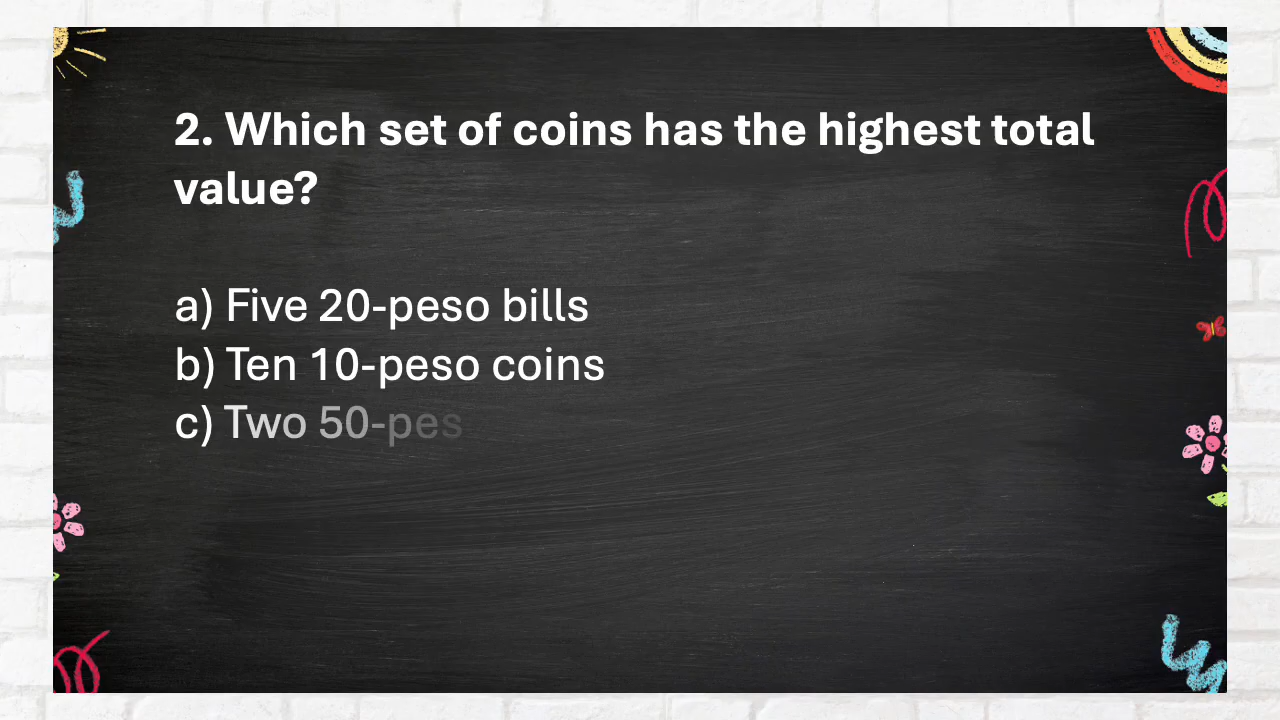 2. Which set of coins has the highest total
value?
a) Five 20-peso bills
b) Ten 10-peso coins
c) Two 50-pes